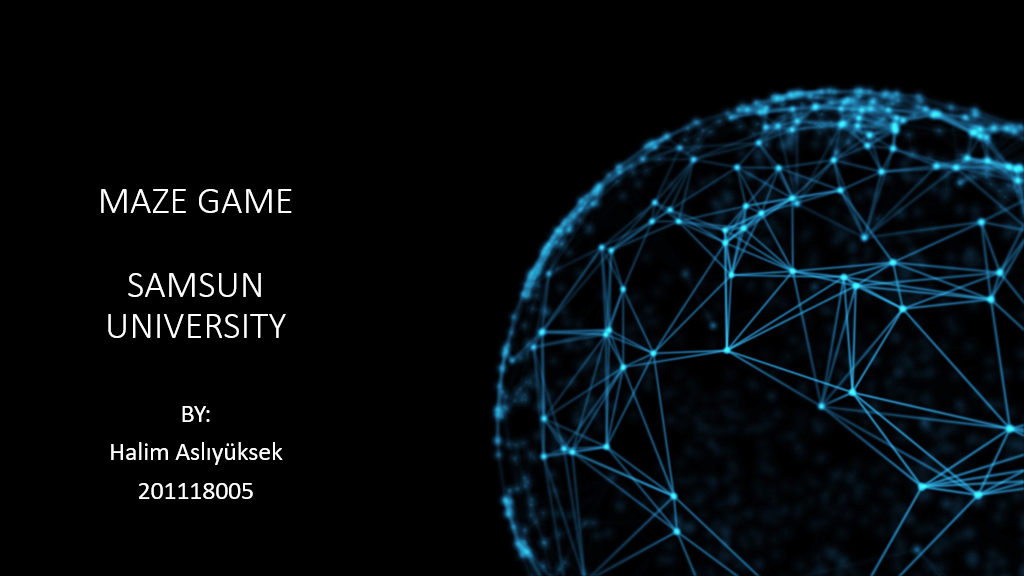 MAZE GAME
SAMSUN
UNIVERSITY
BY:
Halim Aslıyüksek
201118005